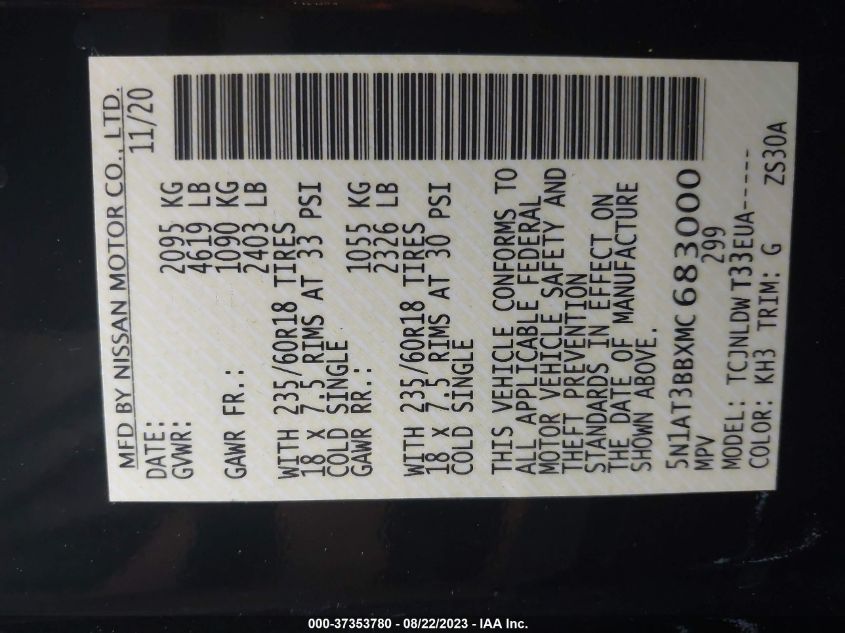 MFD BY NISSAN MOTOR CO., LTD.
DATE: 11/20
GVWR: 2095 KG
4619 LB
GAWR FR.: 1090 KG
2403 LB
WITH 235/60R18 TIRES
18 X 7.5 RIMS AT 33 PSI
COLD SINGLE
GAWR RR.: 1055 KG
2326 LB
WITH 235/60R18 TIRES
18 X 7.5 RIMS AT 30 PSI
COLD SINGLE
THIS VEHICLE CONFORMS TO
ALL APPLICABLE FEDERAL
MOTOR VEHICLE SAFETY AND
THEFT PREVENTION
STANDARDS IN EFFECT ON
THE DATE OF MANUFACTURE
SHOWN ABOVE.
5N1AT3BBXMC683000
MPV 299
MODEL: TCJNLDWT33EUA-----
COLOR: KH3 TRIM: G ZS30A
000-37353780 - 08/22/2023 - IAA Inc.